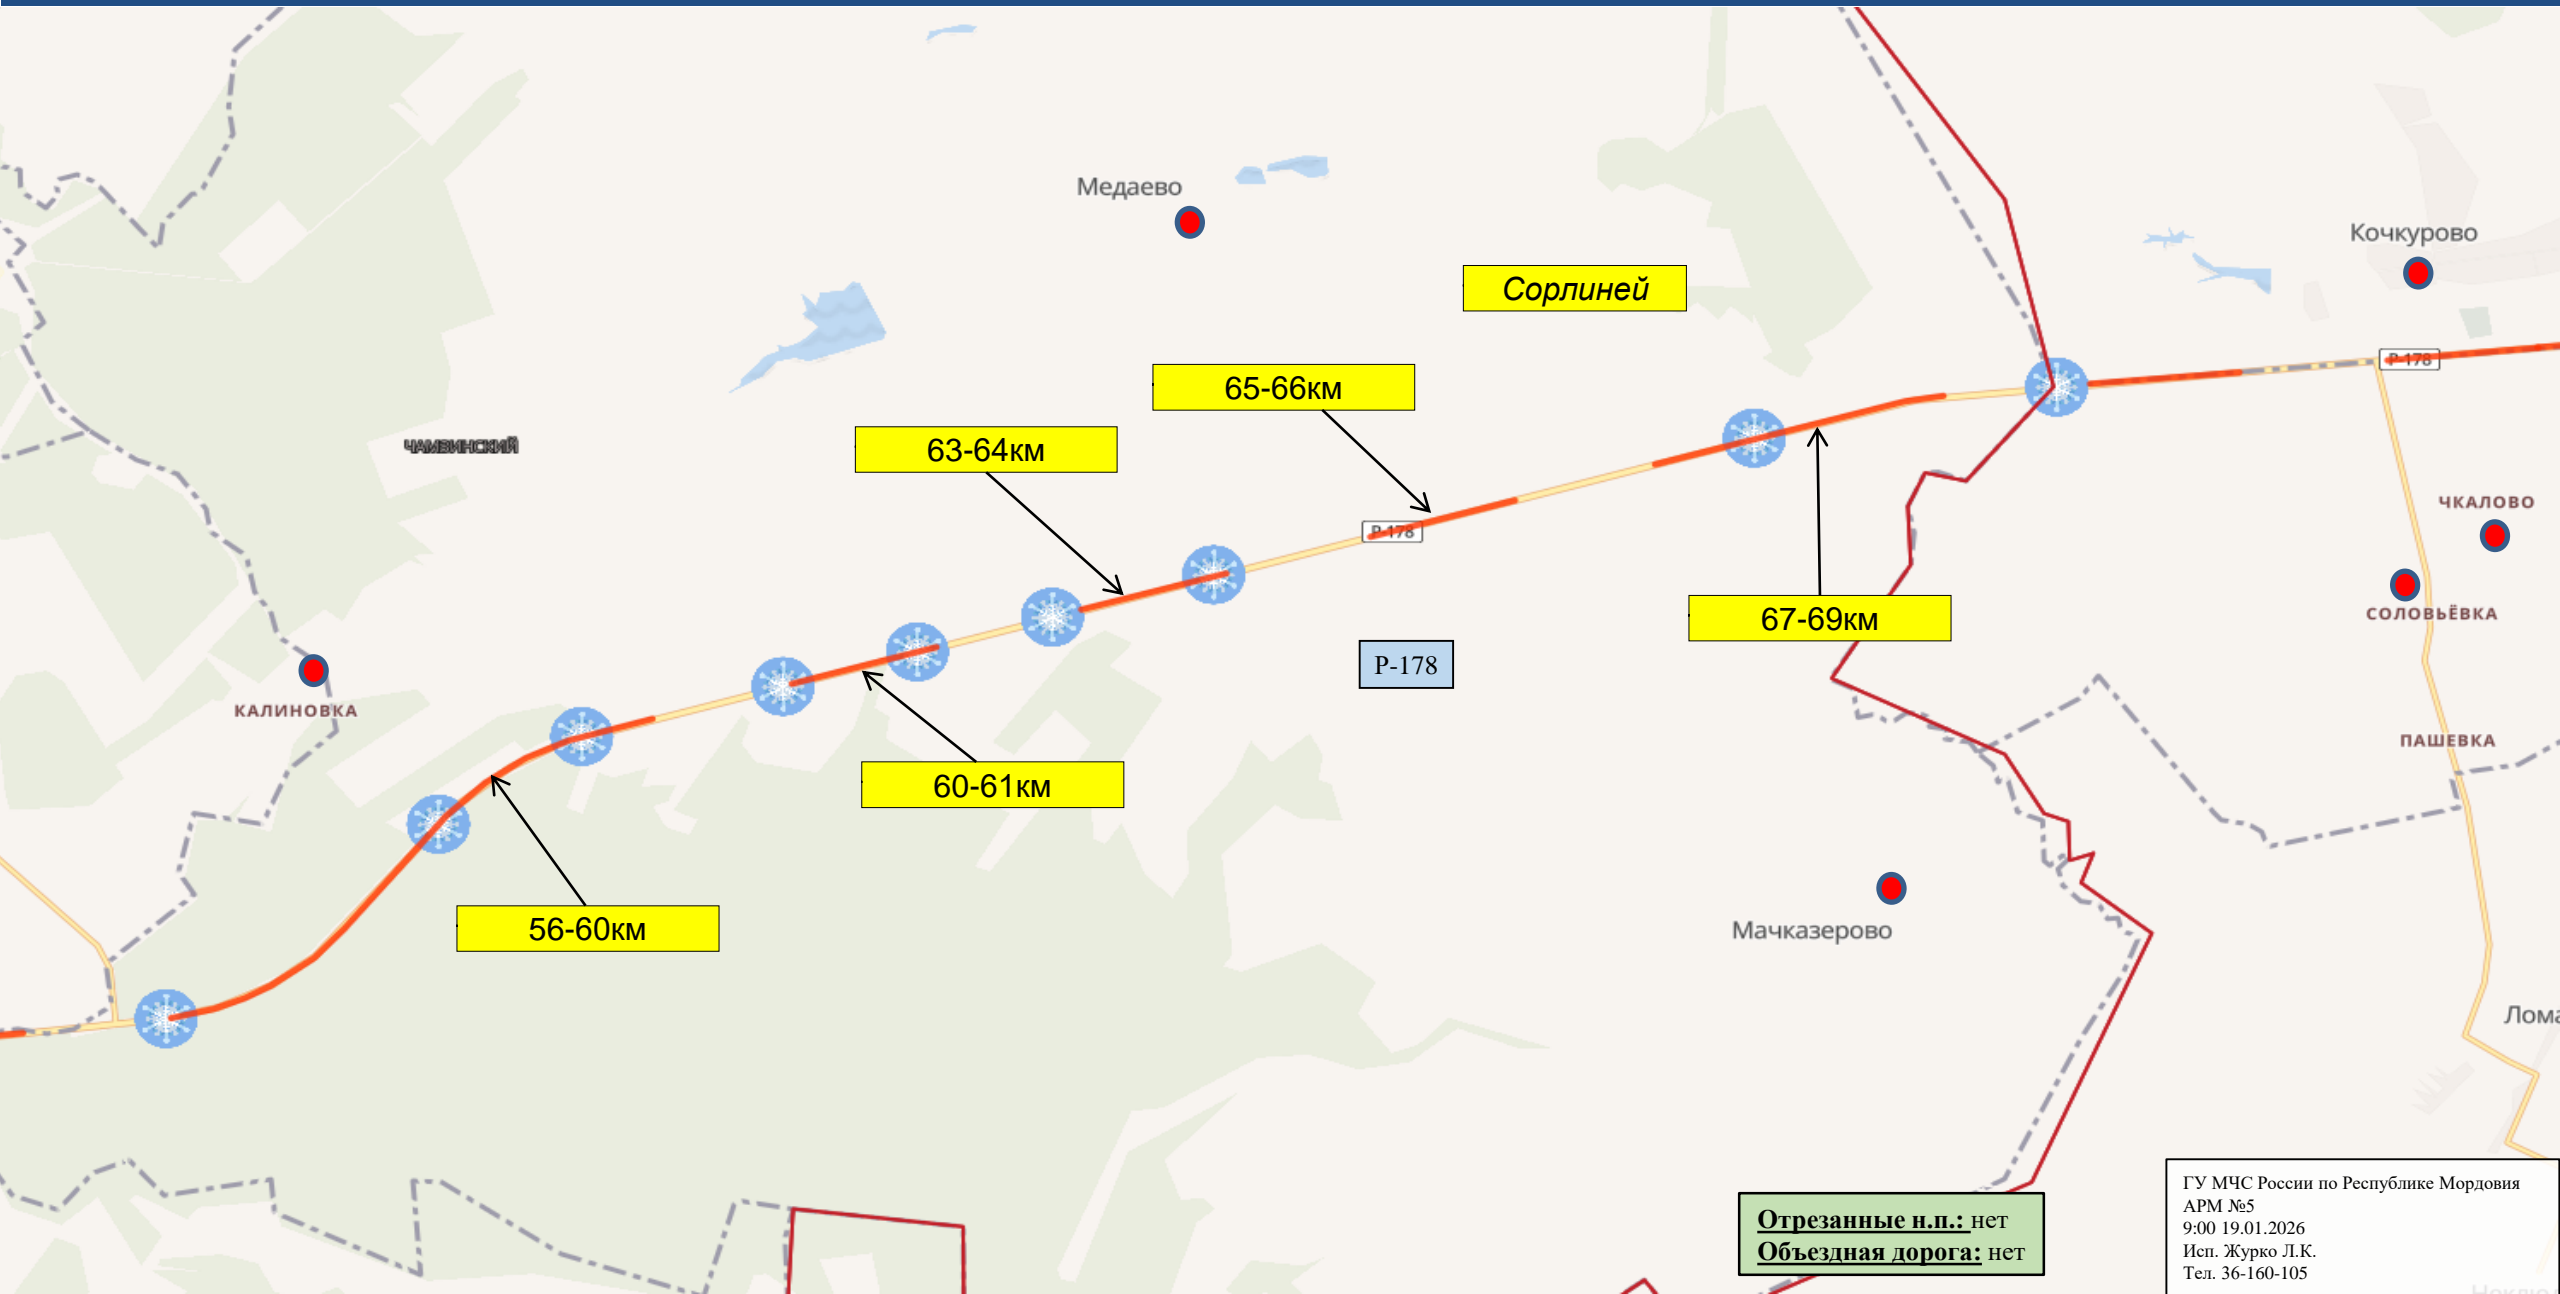 Медаево
Кочкурово
Сорлиней
Р-178
65-66км
63-64км
ЧАМЗИНСКИЙ
ЧКАЛОВО
Р-178
67-69км
СОЛОВЬЁВКА
Р-178
КАЛИНОВКА
ПАШЕВКА
60-61км
56-60км
Мачказерово
Лома
ГУ МЧС России по Республике Мордовия
АРМ №5
9:00 19.01.2026
Исп. Журко Л.К.
Тел. 36-160-105
Отрезанные н.п.: нет
Объездная дорога: нет